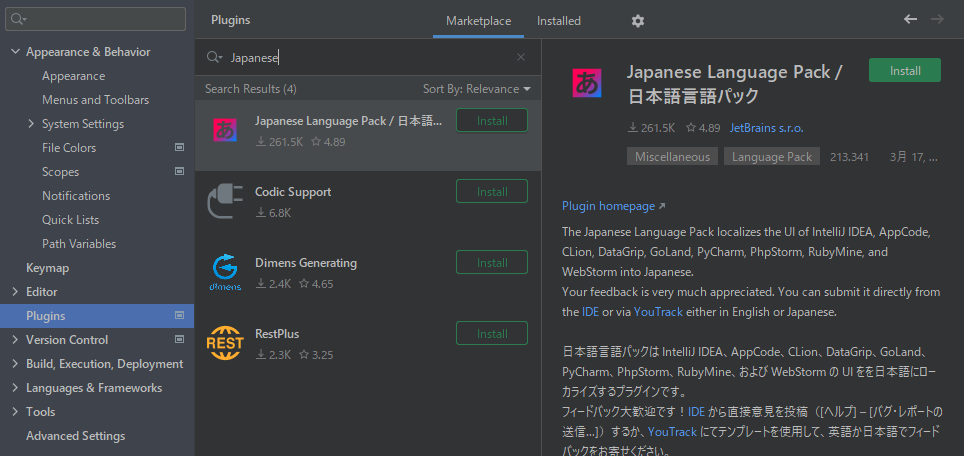 Plugins
Marketplace
Installed
Appearance & Behavior
Appearance
Menus and Toolbars
System Settings
File Colors
Scopes
Notifications
Quick Lists
Path Variables
Keymap
Editor
Plugins
Version Control
Build, Execution, Deployment
Languages & Frameworks
Tools
Advanced Settings
Japanese
Search Results (4)
Sort By: Relevance
あ
Japanese Language Pack / 日本語...
261.5K 4.89
Install
Codic Support
6.8K
Install
dimens
Dimens Generating
2.4K 4.65
Install
REST
RestPlus
2.3K 3.25
Install
あ
Japanese Language Pack /
日本語言語パック
Install
261.5K 4.89 JetBrains s.r.o.
Miscellaneous Language Pack 213.341 3月 17, ...
Plugin homepage
The Japanese Language Pack localizes the UI of IntelliJ IDEA, AppCode,
CLion, DataGrip, GoLand, PyCharm, PhpStorm, RubyMine, and
WebStorm into Japanese.
Your feedback is very much appreciated. You can submit it directly from
the IDE or via YouTrack either in English or Japanese.
日本語言語パックは IntelliJ IDEA、AppCode、CLion、DataGrip、GoLand、
PyCharm、PhpStorm、RubyMine、および WebStorm の UI をを日本語にロー
カライズするプラグインです。
フィードバック大歓迎です！IDE から直接意見を投稿（[ヘルプ] – [バグ・レポートの
送信...]）するか、YouTrack にてテンプレートを使用して、英語か日本語でフィード
バックをお寄せください。